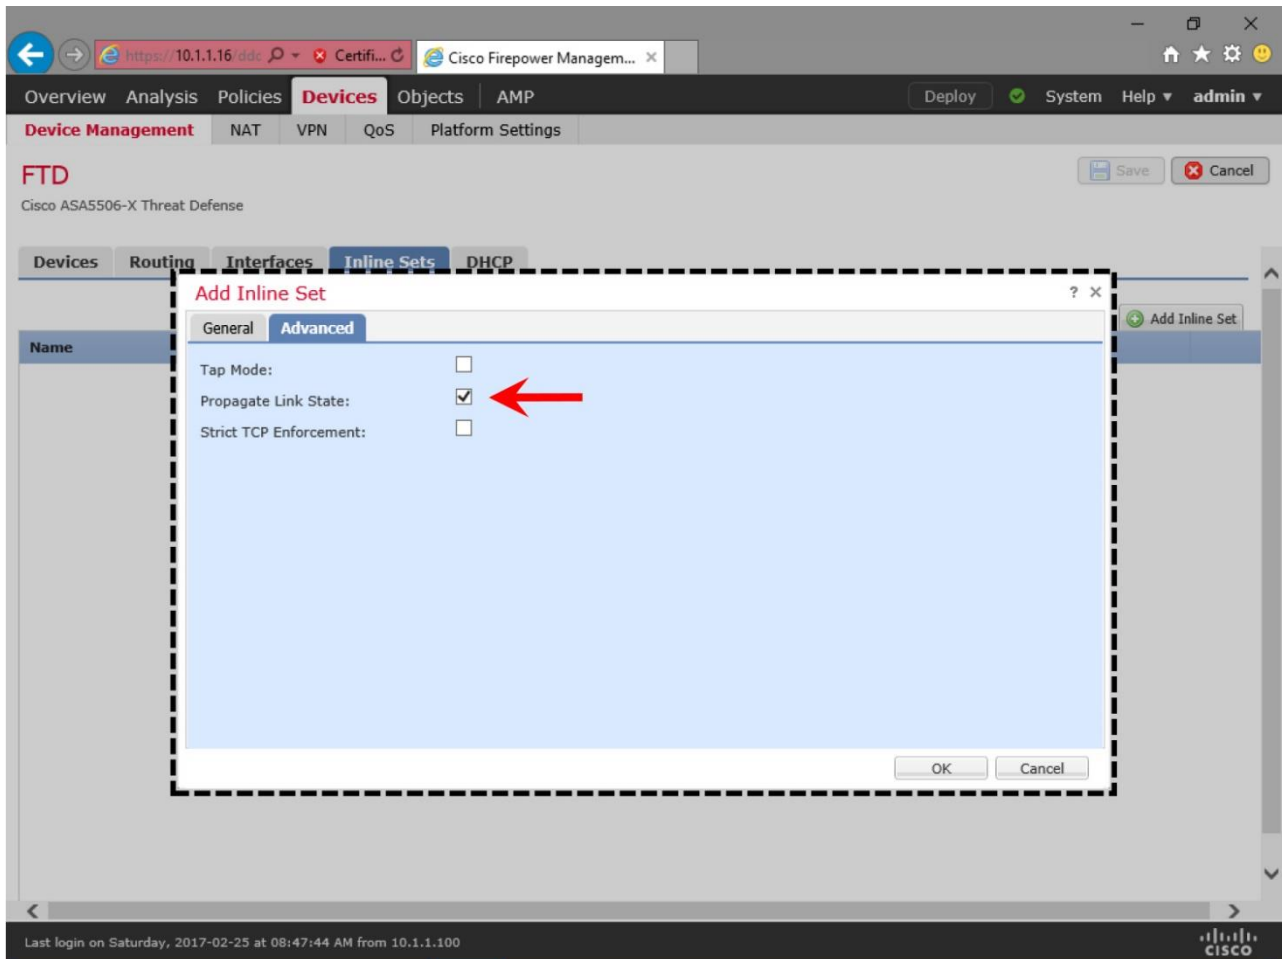 https://10.1.1.16/ddc Certifi... Cisco Firepower Managem...
Overview Analysis Policies Devices Objects AMP Deploy System Help admin
Device Management NAT VPN QoS Platform Settings
FTD
Save Cancel
Cisco ASA5506-X Threat Defense
Devices Routing Interfaces Inline Sets DHCP
Add Inline Set ?
General Advanced
Add Inline Set
Name
Tap Mode:
Propagate Link State:
Strict TCP Enforcement:
OK Cancel
Last login on Saturday, 2017-02-25 at 08:47:44 AM from 10.1.1.100
CISCO